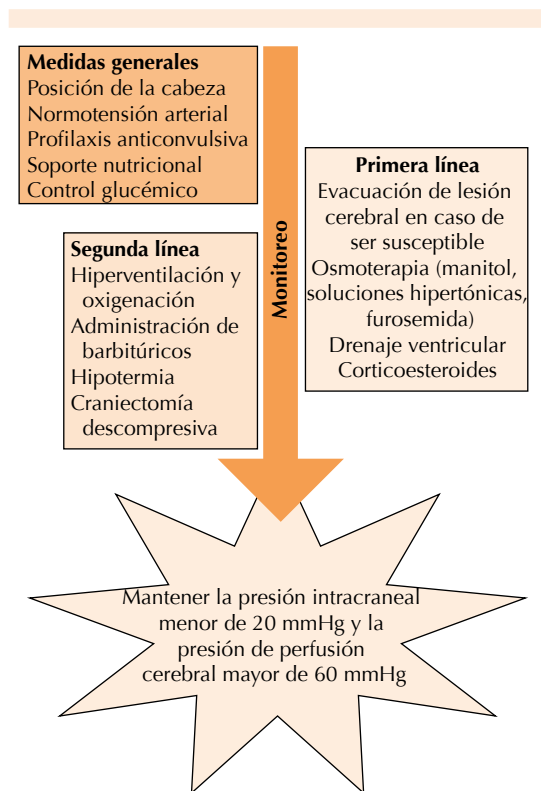 Medidas generales
Posición de la cabeza
Normotensión arterial
Profilaxis anticonvulsiva
Soporte nutricional
Control glucémico
Primera línea
Evacuación de lesión
cerebral en caso de
ser susceptible
Osmoterapia (manitol,
soluciones hipertónicas,
furosemida)
Drenaje ventricular
Corticoesteroides
Segunda línea
Hiperventilación y
oxigenación
Administración de
barbitúricos
Hipotermia
Craniectomía
descompresiva
Monitoreo
Mantener la presión intracraneal
menor de 20 mmHg y la
presión de perfusión
cerebral mayor de 60 mmHg